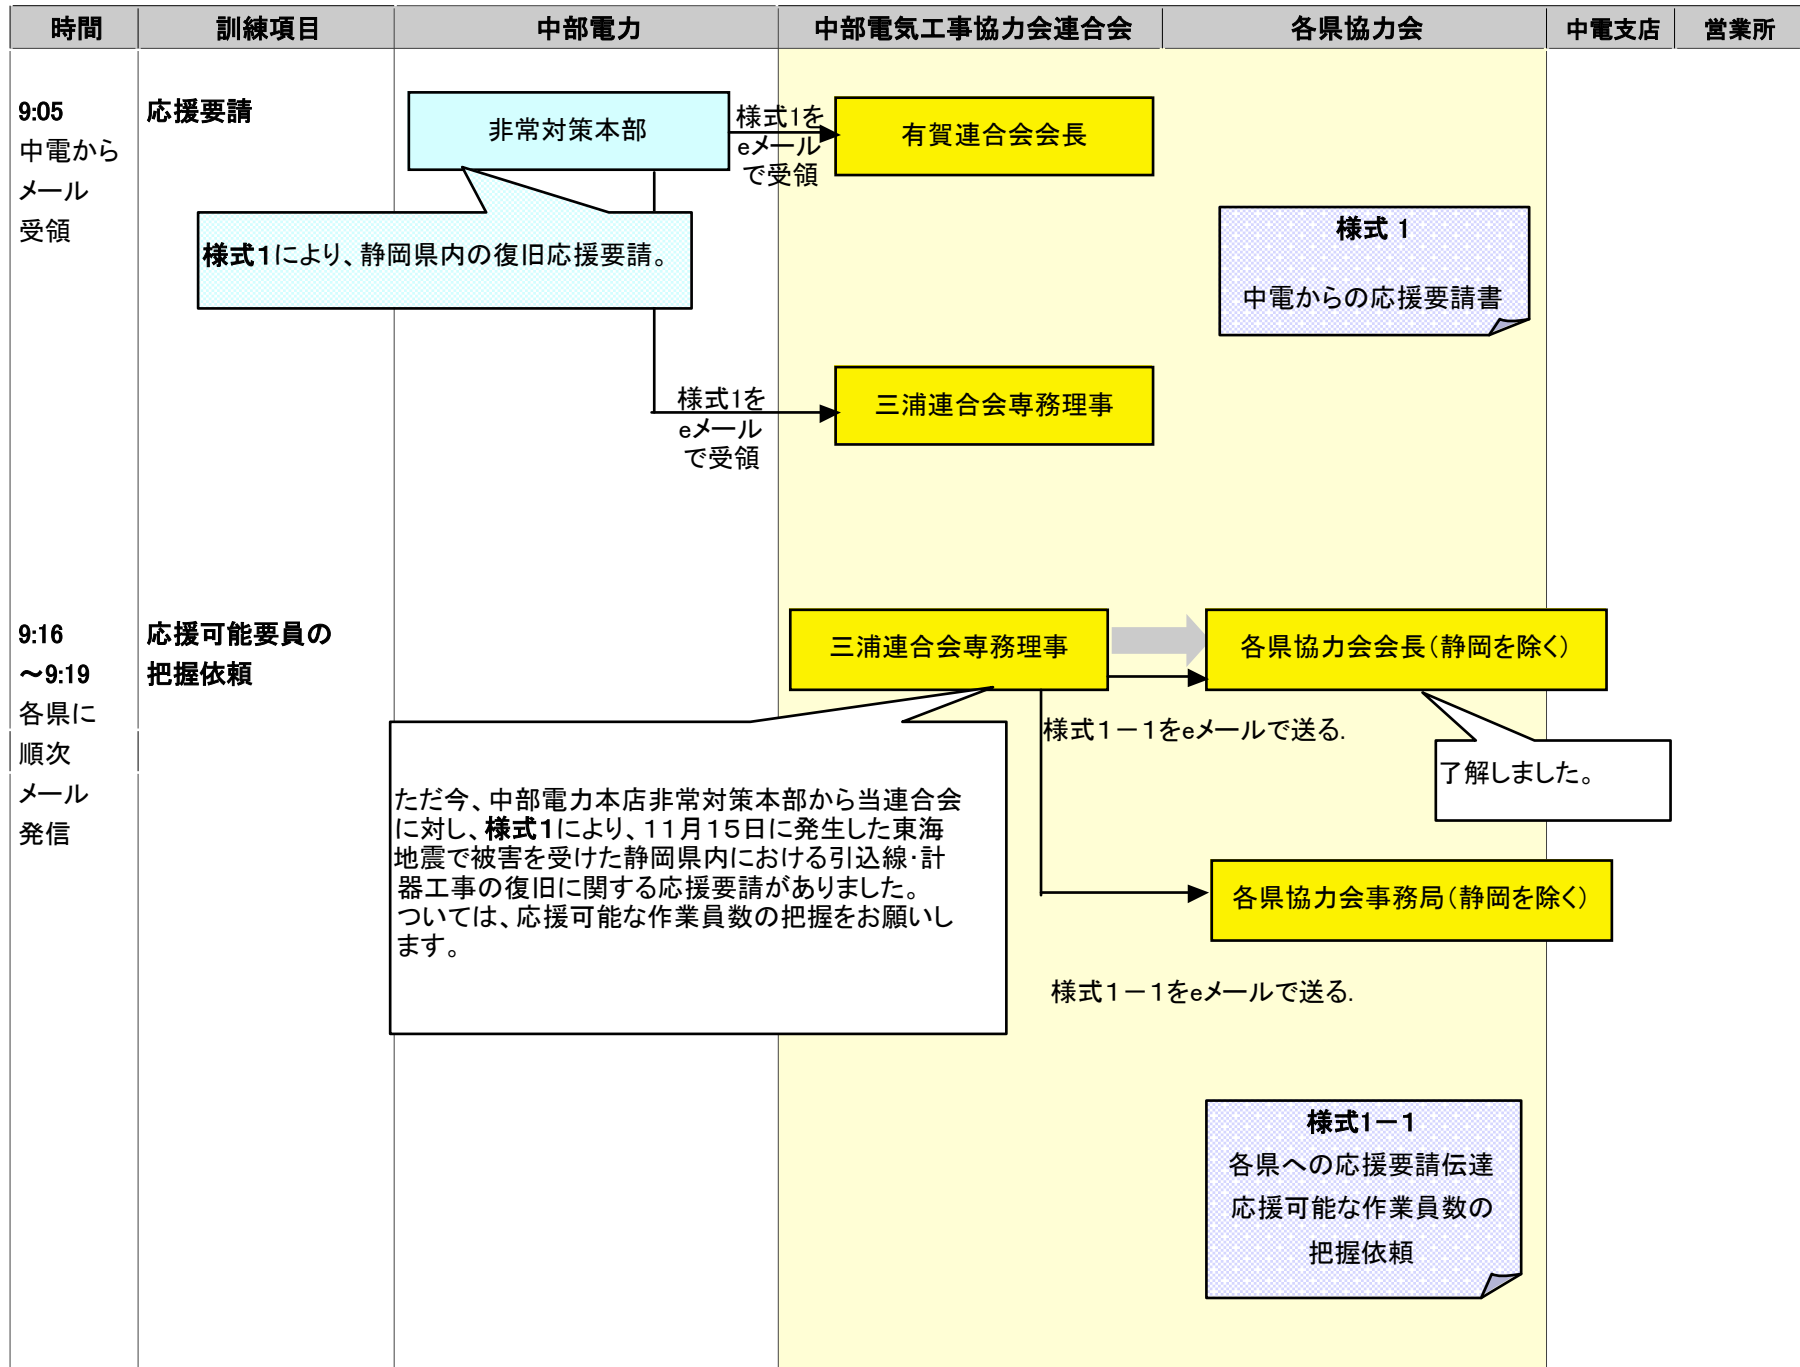 時間 訓練項目 中部電力 中部電気工事協力会連合会 各県協力会 中電支店 営業所
9:05
中電から
メール
受領
応援要請
非常対策本部
様式1を
eメール
で受領
有賀連合会会長
様式1により、静岡県内の復旧応援要請。
様式 1
中電からの応援要請書
様式1を
eメール
で受領
三浦連合会専務理事
9:16
～9:19
各県に
順次
メール
発信
応援可能要員の
把握依頼
三浦連合会専務理事
各県協力会会長(静岡を除く)
様式1－1をeメールで送る.
了解しました。
ただ今、中部電力本店非常対策本部から当連合会
に対し、様式1により、11月15日に発生した東海
地震で被害を受けた静岡県内における引込線・計
器工事の復旧に関する応援要請がありました。
ついては、応援可能な作業員数の把握をお願いし
ます。
各県協力会事務局(静岡を除く)
様式1－1をeメールで送る.
様式1－1
各県への応援要請伝達
応援可能な作業員数の
把握依頼